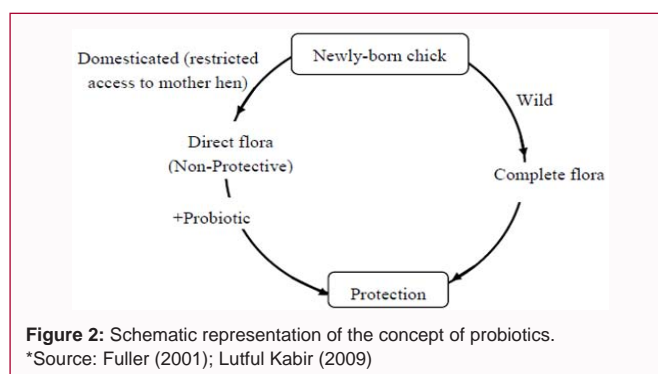 Newly-born chick
Domesticated (restricted
access to mother hen)
Wild
Direct flora
(Non-Protective)
Complete flora
+Probiotic
Protection
Figure 2: Schematic representation of the concept of probiotics.
*Source: Fuller (2001); Lutful Kabir (2009)